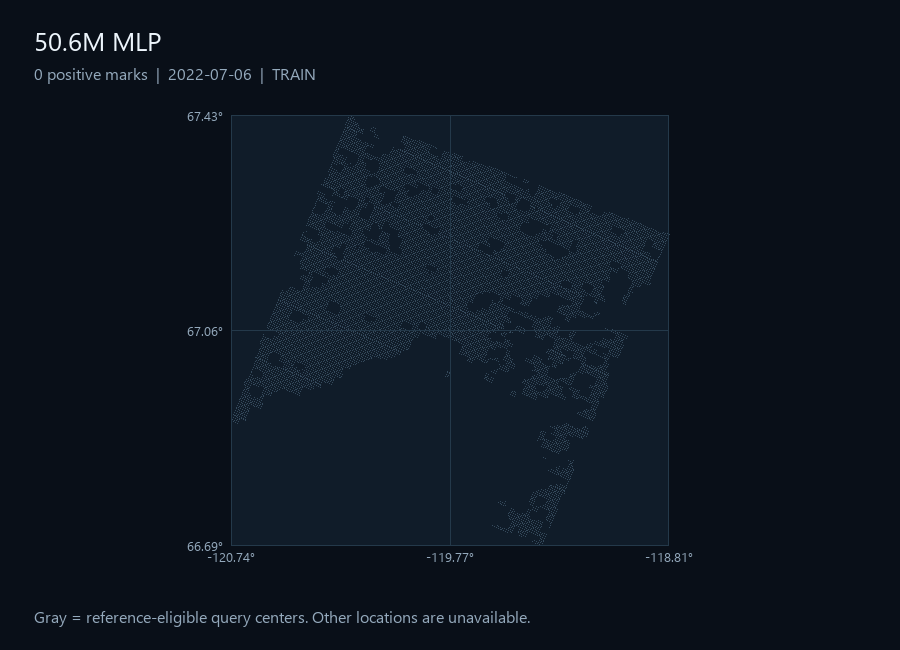 50.6M MLP
0 positive marks | 2022-07-06 | TRAIN
67.43°
67.06°
66.69°
-120.74° -119.77° -118.81°
Gray = reference-eligible query centers. Other locations are unavailable.